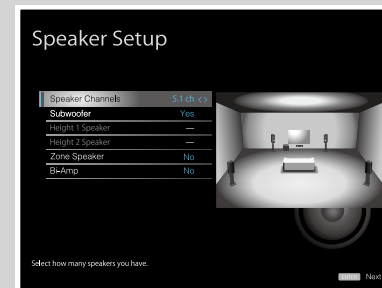 Speaker Setup
Speaker Channels 5.1 ch < >
Subwoofer Yes
Height 1 Speaker ---
Height 2 Speaker ---
Zone Speaker No
Bi-Amp No
Select how many speakers you have.
ENTER Next